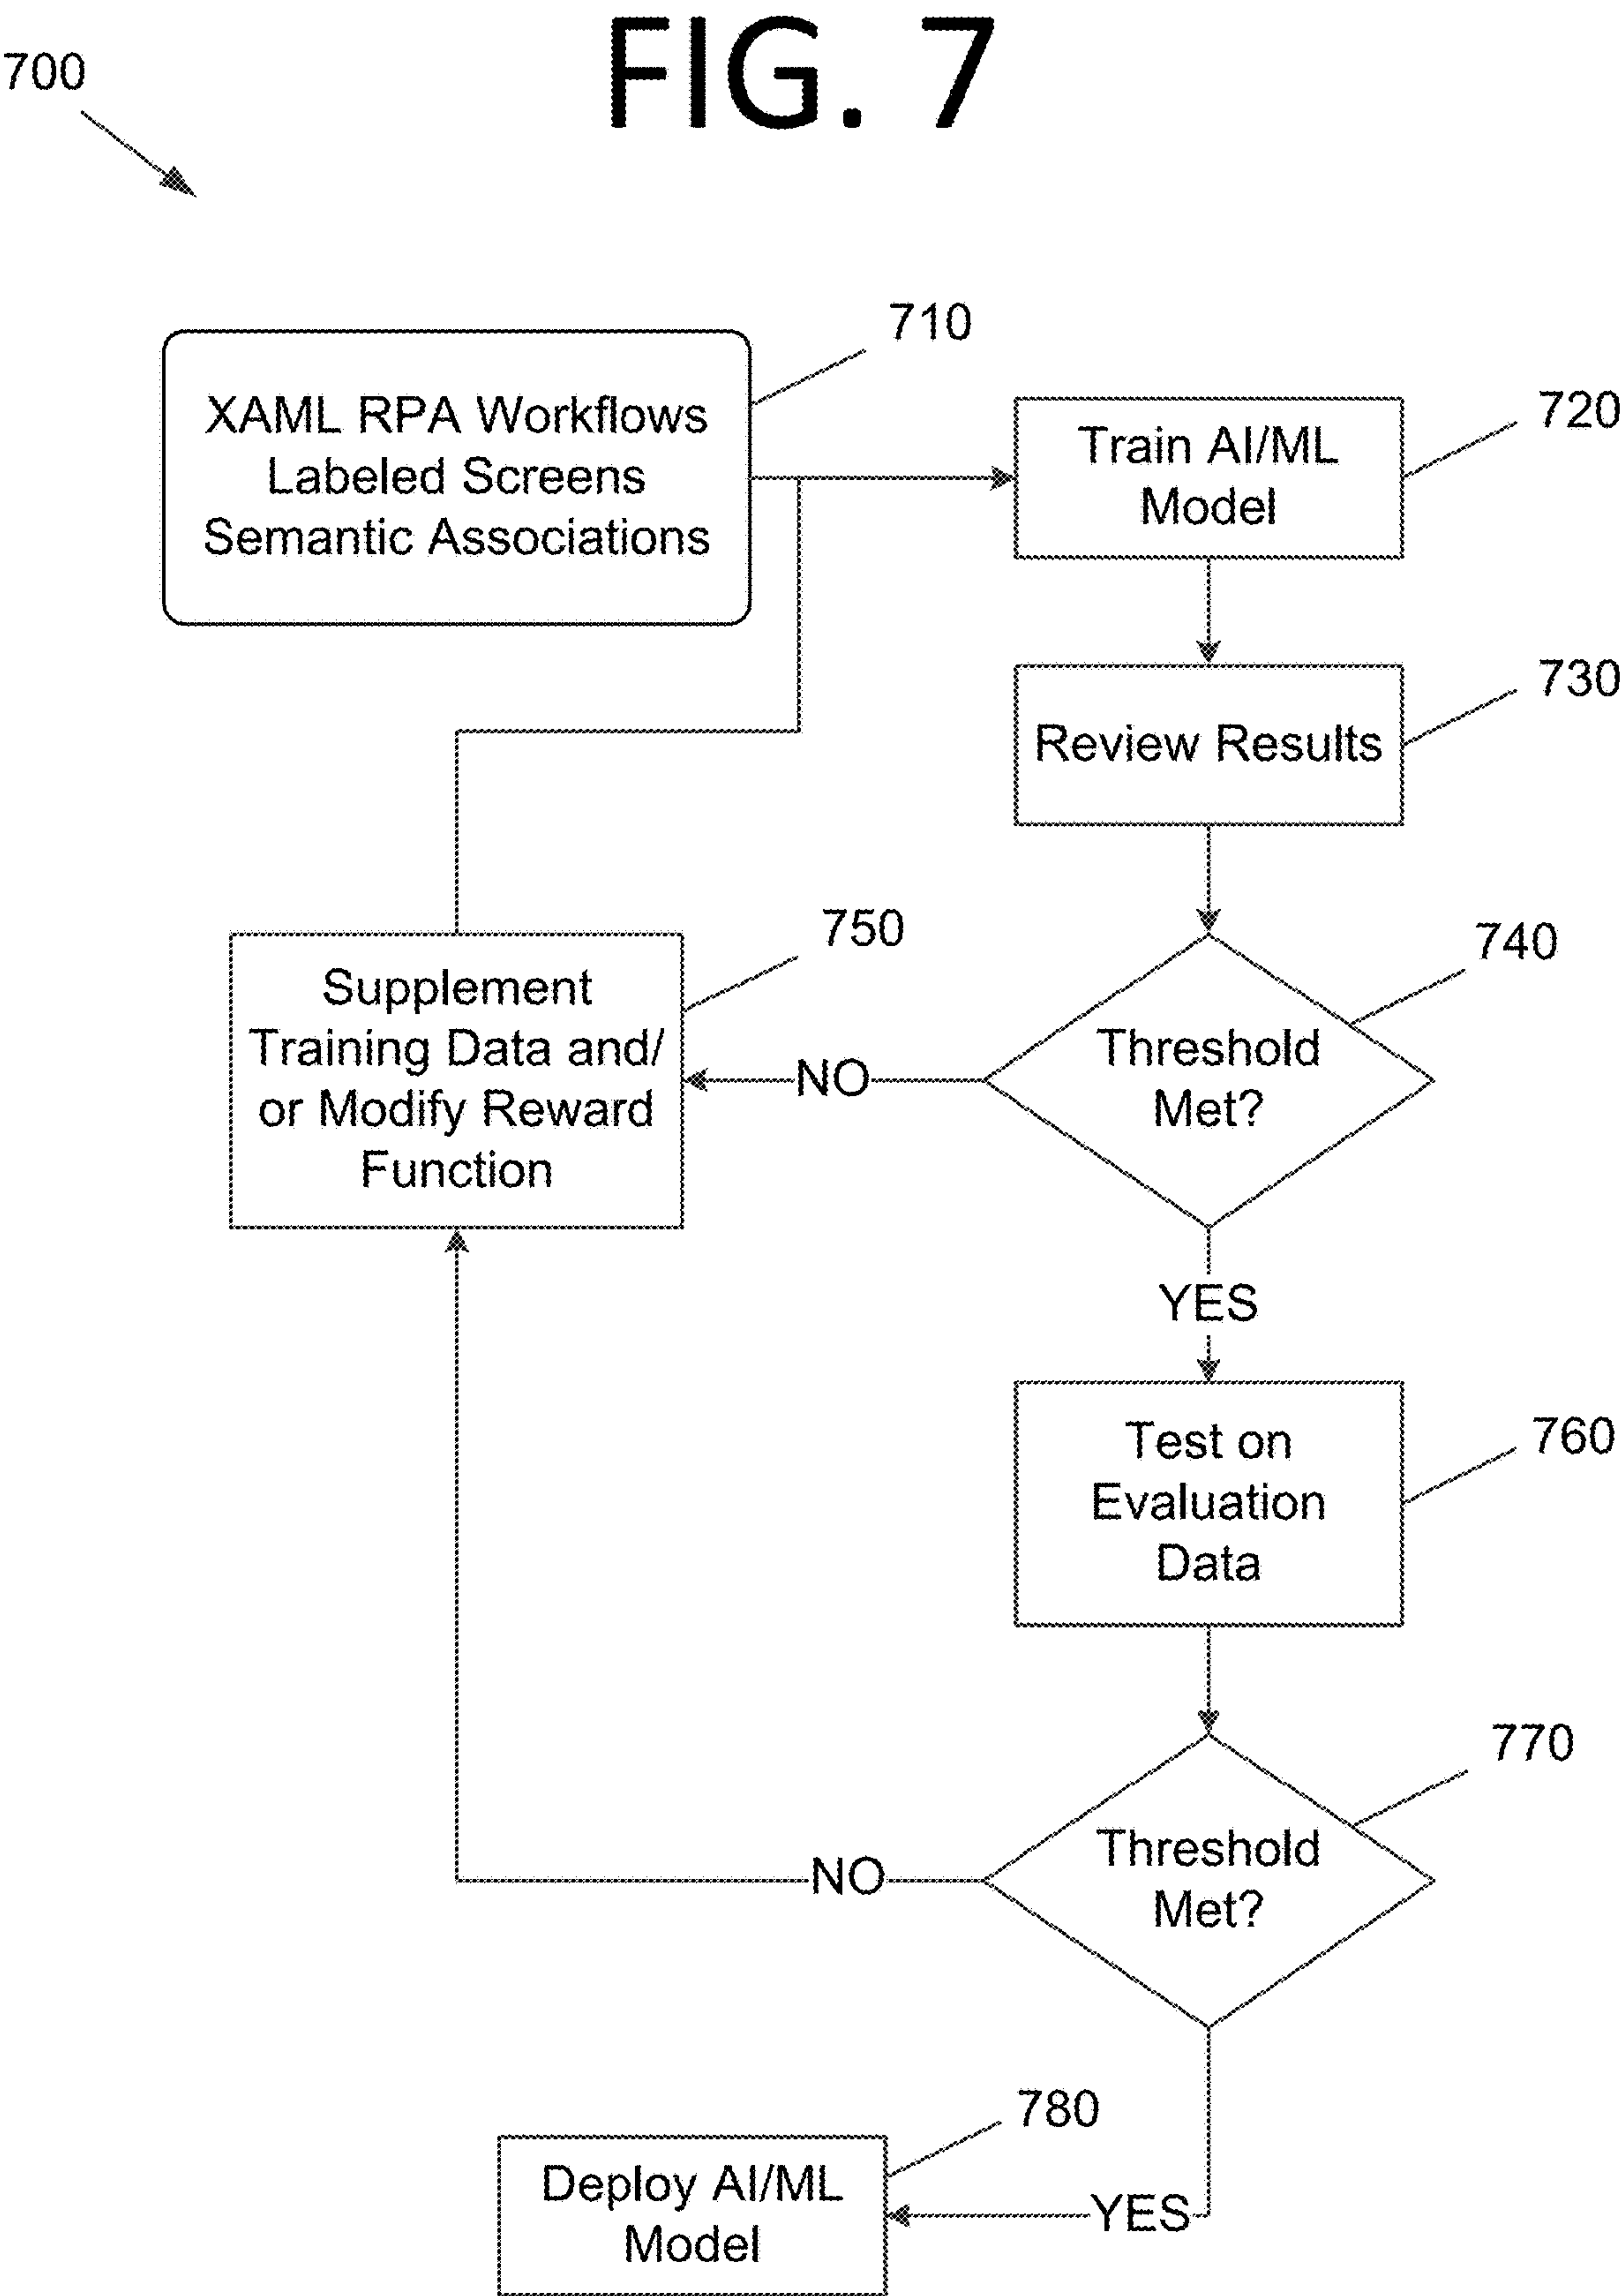 FIG. 7
700
710
XAML RPA Workflows
Labeled Screens
Semantic Associations
720
Train AI/ML
Model
730
Review Results
740
Threshold
Met?
NO
750
Supplement
Training Data and/
or Modify Reward
Function
YES
760
Test on
Evaluation
Data
770
Threshold
Met?
NO
YES
780
Deploy AI/ML
Model